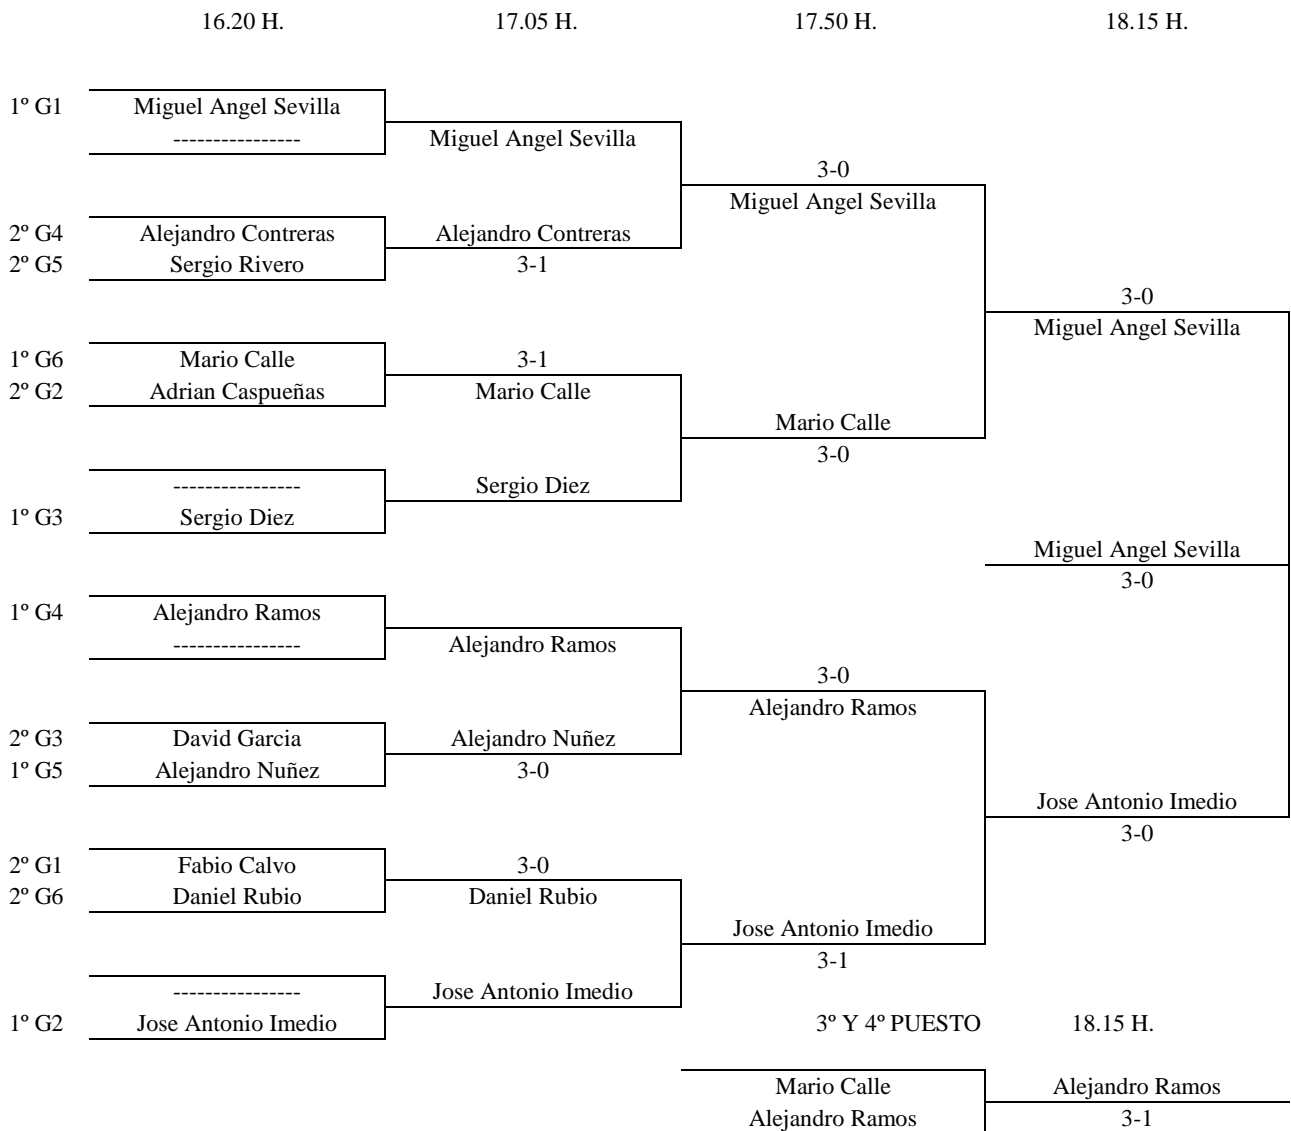 16.20 H. 17.05 H. 17.50 H. 18.15 H.
1º G1 Miguel Angel Sevilla
---------------- Miguel Angel Sevilla
3-0
Miguel Angel Sevilla
2º G4 Alejandro Contreras Alejandro Contreras
2º G5 Sergio Rivero 3-1
3-0
Miguel Angel Sevilla
1º G6 Mario Calle 3-1
2º G2 Adrian Caspueñas Mario Calle
Mario Calle
3-0
---------------- Sergio Diez
1º G3 Sergio Diez
Miguel Angel Sevilla
3-0
1º G4 Alejandro Ramos
---------------- Alejandro Ramos
3-0
Alejandro Ramos
2º G3 David Garcia Alejandro Nuñez
1º G5 Alejandro Nuñez 3-0
Jose Antonio Imedio
3-0
2º G1 Fabio Calvo 3-0
2º G6 Daniel Rubio Daniel Rubio
Jose Antonio Imedio
3-1
---------------- Jose Antonio Imedio
1º G2 Jose Antonio Imedio 3º Y 4º PUESTO 18.15 H.
Mario Calle Alejandro Ramos
Alejandro Ramos 3-1